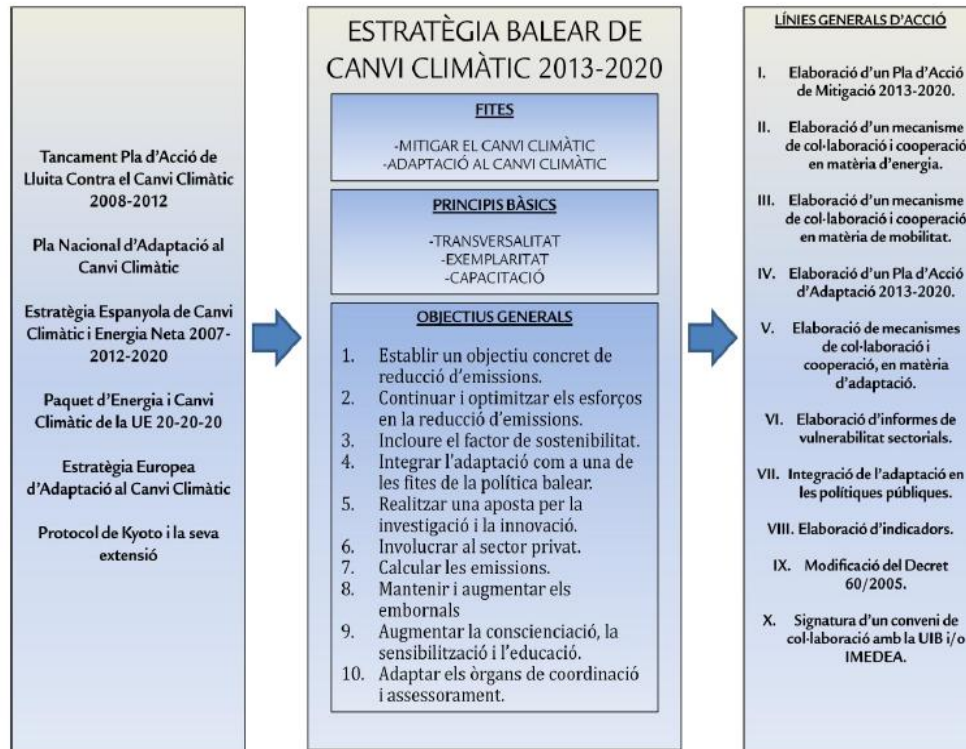 Tancament Pla d'Acció de
Lluita Contra el Canvi Climàtic
2008-2012
Pla Nacional d'Adaptació al
Canvi Climàtic
Estratègia Espanyola de Canvi
Climàtic i Energia Neta 2007-
2012-2020
Paquet d'Energia i Canvi
Climàtic de la UE 20-20-20
Estratègia Europea
d'Adaptació al Canvi Climàtic
Protocol de Kyoto i la seva
extensió
ESTRATÈGIA BALEAR DE
CANVI CLIMÀTIC 2013-2020
FITES
-MITIGAR EL CANVI CLIMÀTIC
-ADAPTACIÓ AL CANVI CLIMÀTIC
PRINCIPIS BÀSICS
-TRANSVERSALITAT
-EXEMPLARITAT
-CAPACITACIÓ
OBJECTIUS GENERALS
1. Establir un objectiu concret de
reducció d'emissions.
2. Continuar i optimitzar els esforços
en la reducció d'emissions.
3. Incloure el factor de sostenibilitat.
4. Integrar l'adaptació com a una de
les fites de la política balear.
5. Realitzar una aposta per la
investigació i la innovació.
6. Involucrar al sector privat.
7. Calcular les emissions.
8. Mantenir i augmentar els
embornals
9. Augmentar la conscienciació, la
sensibilització i l'educació.
10. Adaptar els òrgans de coordinació
i assessorament.
LÍNIES GENERALS D'ACCIÓ
I. Elaboració d'un Pla d'Acció
de Mitigació 2013-2020.
II. Elaboració d'un mecanisme
de col·laboració i cooperació
en matèria d'energia.
III. Elaboració d'un mecanisme
de col·laboració i cooperació
en matèria de mobilitat.
IV. Elaboració d'un Pla d'Acció
d'Adaptació 2013-2020.
V. Elaboració de mecanismes
de col·laboració i
cooperació, en matèria
d'adaptació.
VI. Elaboració d'informes de
vulnerabilitat sectorials.
VII. Integració de l'adaptació en
les polítiques públiques.
VIII. Elaboració d'indicadors.
IX. Modificació del Decret
60/2005.
X. Signatura d'un conveni de
col·laboració amb la UIB i/o
IMEDEA.